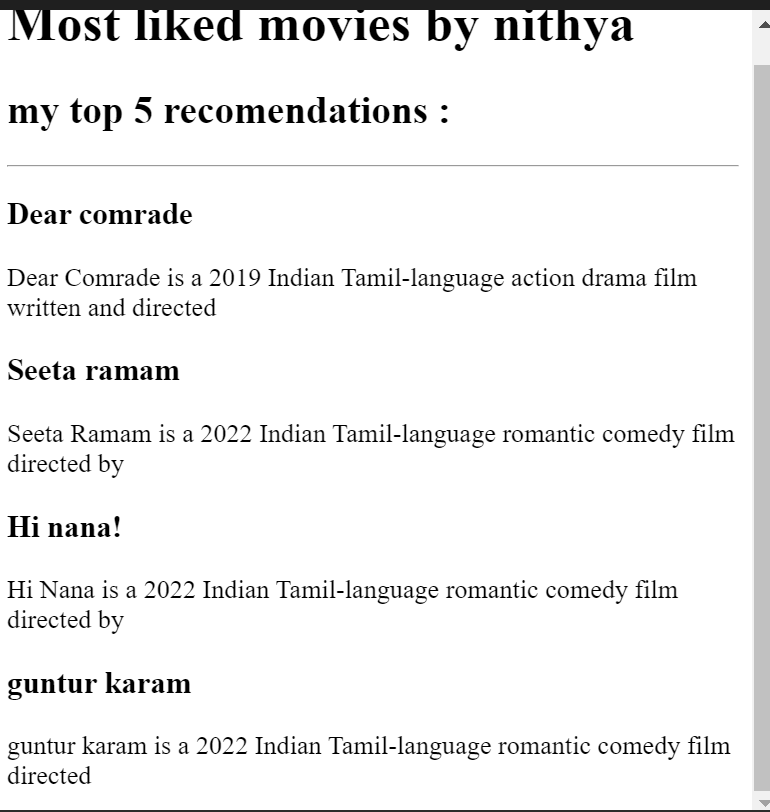 Most liked movies by nithya
my top 5 recomendations :
Dear comrade
Dear Comrade is a 2019 Indian Tamil-language action drama film
written and directed
Seeta ramam
Seeta Ramam is a 2022 Indian Tamil-language romantic comedy film
directed by
Hi nana!
Hi Nana is a 2022 Indian Tamil-language romantic comedy film
directed by
guntur karam
guntur karam is a 2022 Indian Tamil-language romantic comedy film
directed